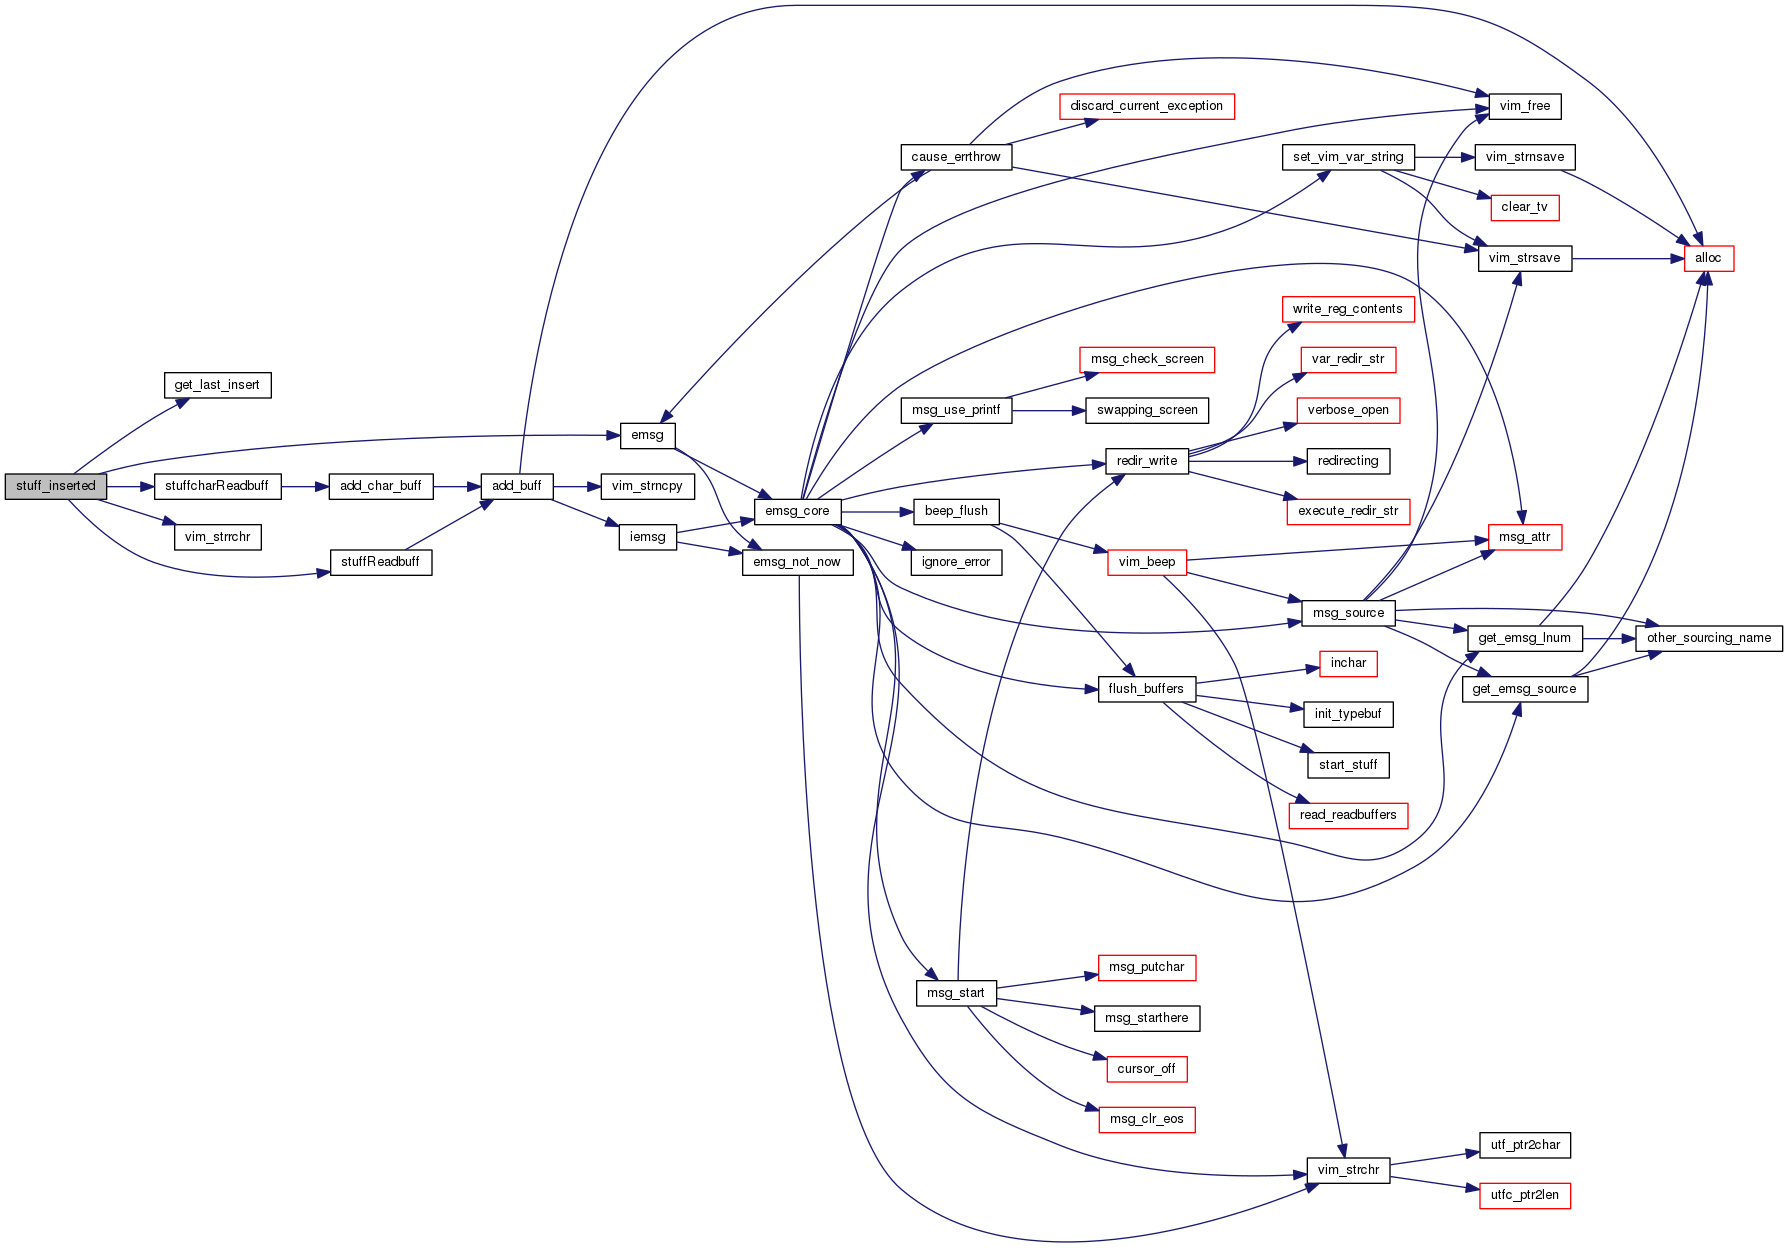 stuff_inserted
get_last_insert
stuffcharReadbuff
vim_strrchr
add_char_buff
stuffReadbuff
add_buff
emsg
vim_strncpy
iemsg
emsg_core
emsg_not_now
cause_errthrow
msg_use_printf
beep_flush
ignore_error
msg_start
discard_current_exception
msg_check_screen
swapping_screen
redir_write
vim_beep
flush_buffers
msg_putchar
msg_starthere
cursor_off
msg_clr_eos
set_vim_var_string
write_reg_contents
var_redir_str
verbose_open
redirecting
execute_redir_str
msg_source
inchar
init_typebuf
start_stuff
read_readbuffers
vim_strchr
vim_free
vim_strnsave
clear_tv
vim_strsave
msg_attr
get_emsg_lnum
get_emsg_source
utf_ptr2char
utfc_ptr2len
alloc
other_sourcing_name